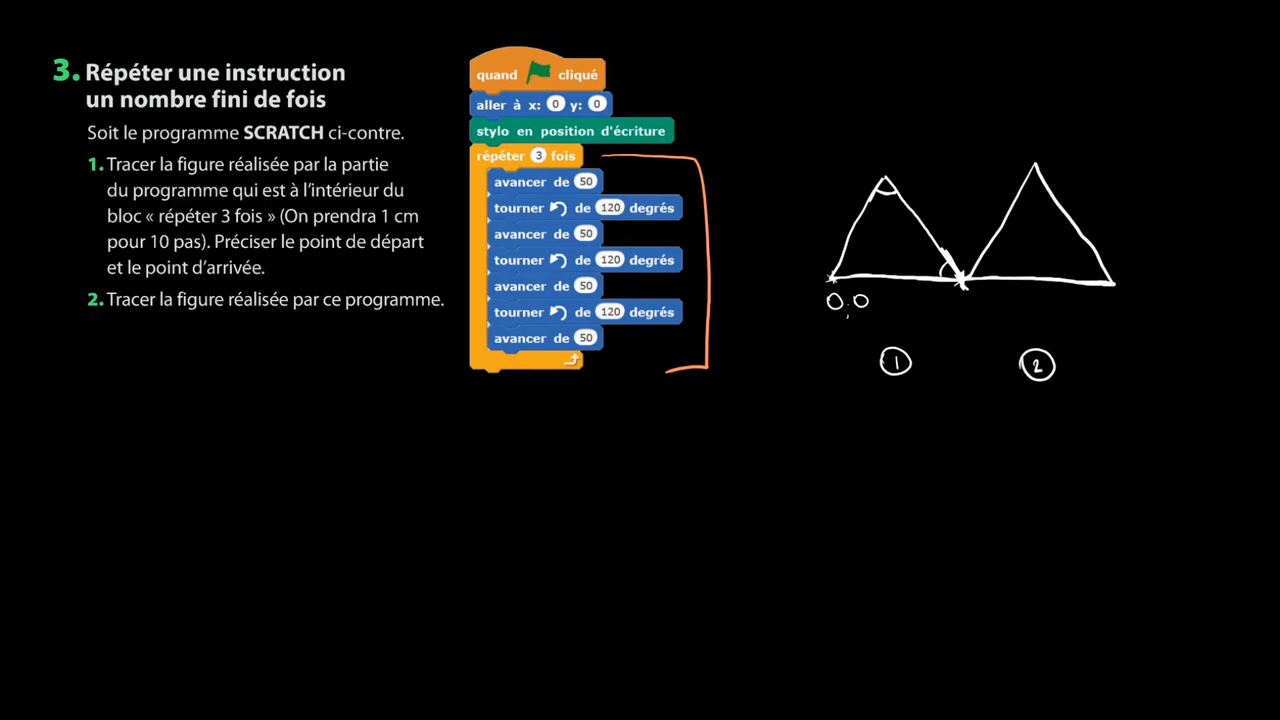 3. Répéter une instruction
un nombre fini de fois
Soit le programme SCRATCH ci-contre.
1. Tracer la figure réalisée par la partie
du programme qui est à l'intérieur du
bloc « répéter 3 fois » (On prendra 1 cm
pour 10 pas). Préciser le point de départ
et le point d'arrivée.
2. Tracer la figure réalisée par ce programme.
quand cliqué
aller à x: 0 y: 0
stylo en position d'écriture
répéter 3 fois
avancer de 50
tourner de 120 degrés
avancer de 50
tourner de 120 degrés
avancer de 50
tourner de 120 degrés
avancer de 50
0,0
1
2